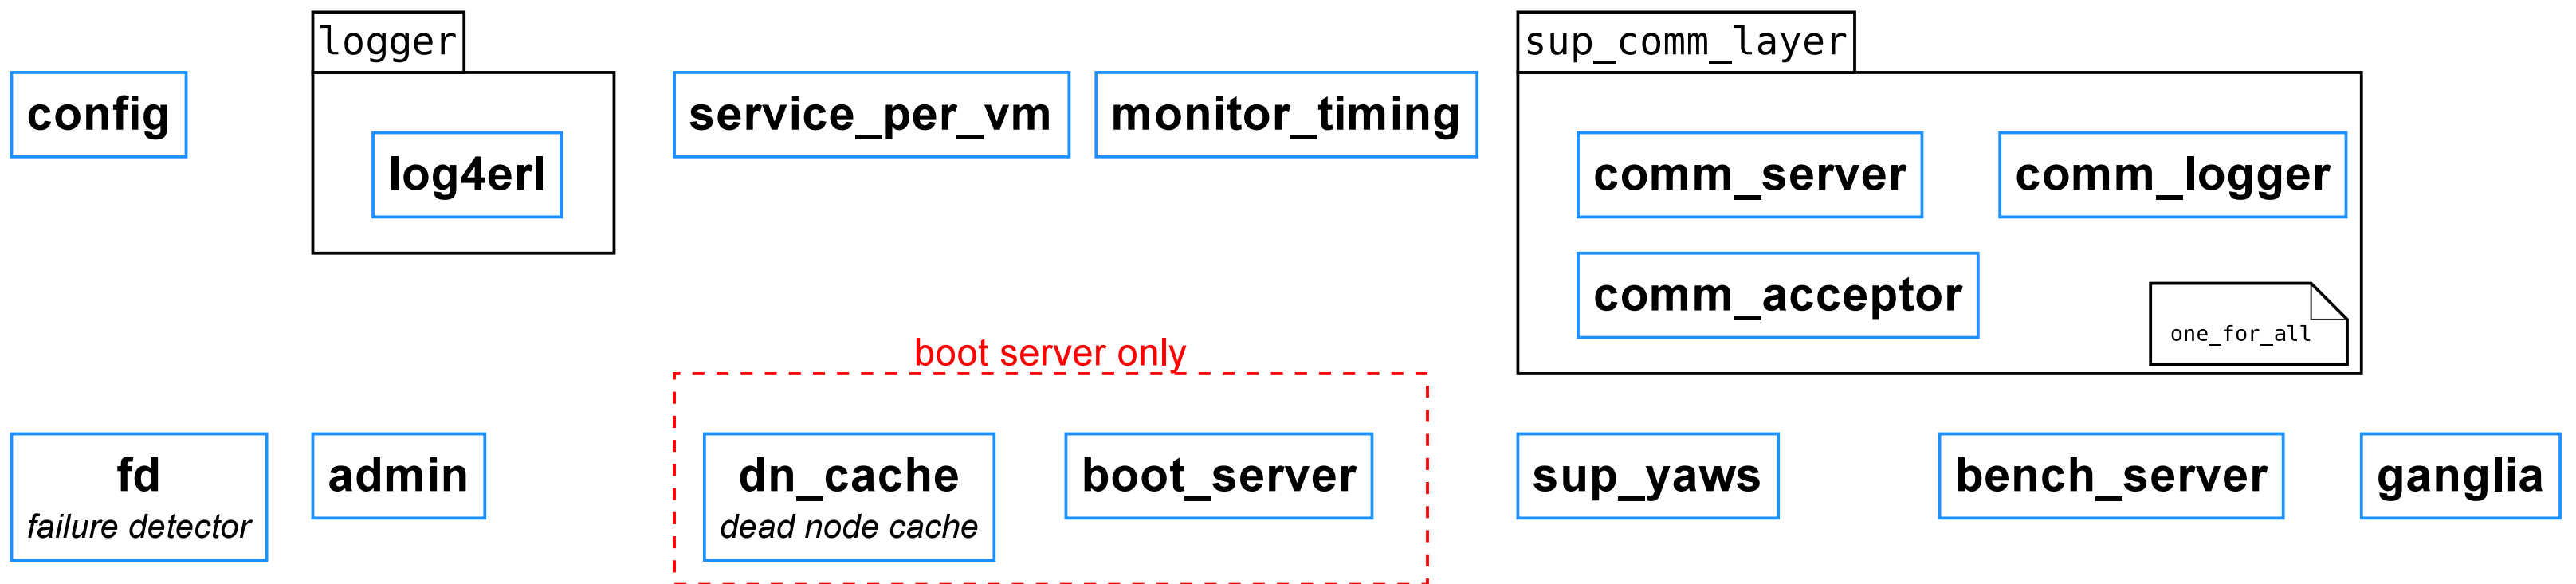 logger
sup_comm_layer
config
service_per_vm
monitor_timing
log4erl
comm_server
comm_logger
comm_acceptor
one_for_all
boot server only
fd
failure detector
admin
dn_cache
dead node cache
boot_server
sup_yaws
bench_server
ganglia